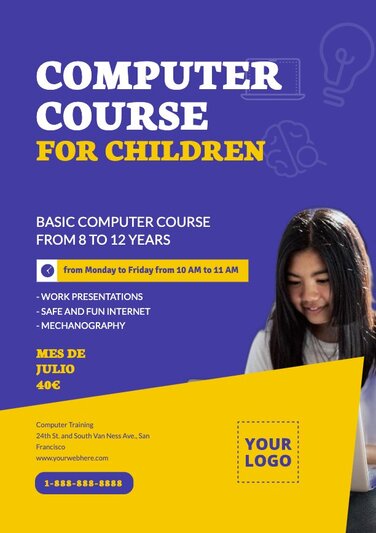 COMPUTER
COURSE
FOR CHILDREN
BASIC COMPUTER COURSE
FROM 8 TO 12 YEARS
from Monday to Friday from 10 AM to 11 AM
- WORK PRESENTATIONS
- SAFE AND FUN INTERNET
- MECHANOGRAPHY
MES DE
JULIO
40€
Computer Training
24th St. and South Van Ness Ave., San
Francisco
www.yourwebhere.com
1-888-888-8888
YOUR
LOGO